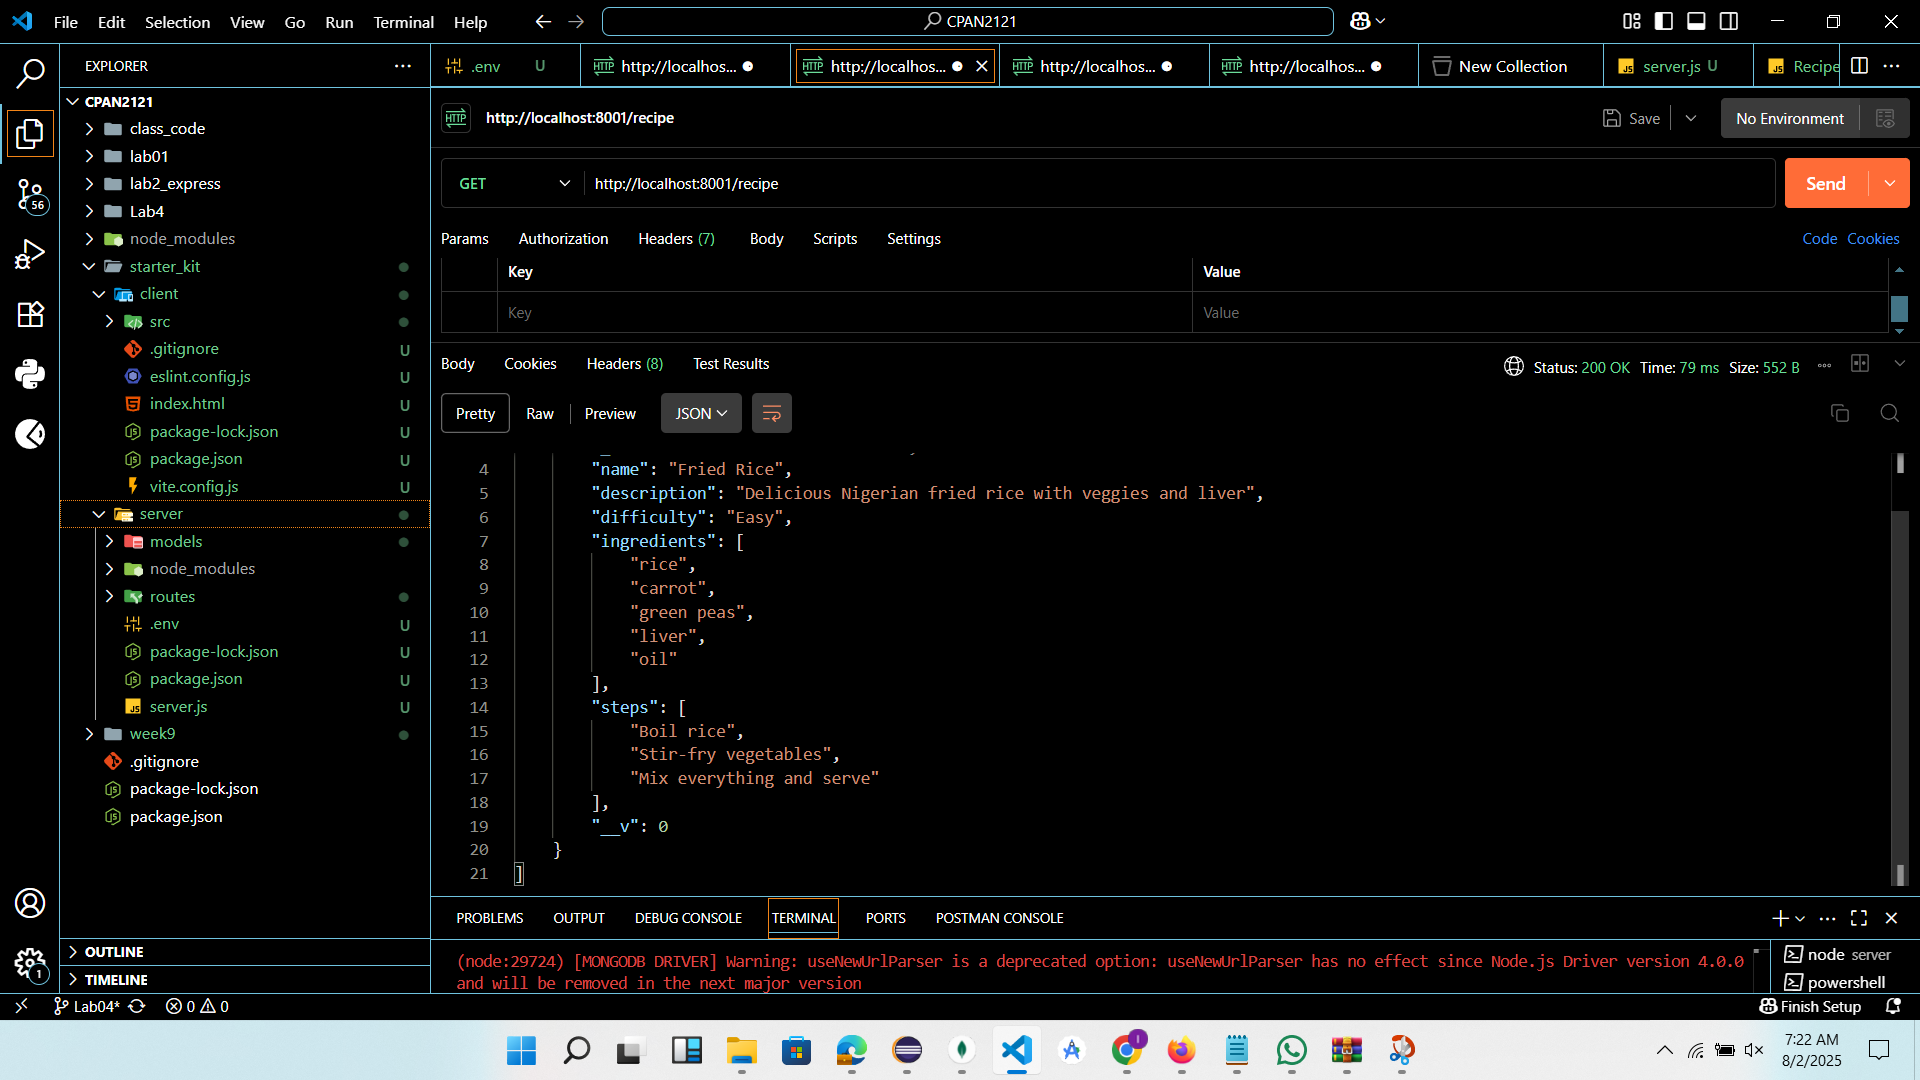 File Edit Selection View Go Run Terminal Help
CPAN2121
EXPLORER
.env U
HTTP http://localhos...
HTTP http://localhos...
HTTP http://localhos...
HTTP http://localhos...
New Collection
JS server.js U
JS Recipe
CPAN2121
class_code
lab01
lab2_express
Lab4
node_modules
starter_kit
client
src
.gitignore U
eslint.config.js U
index.html U
package-lock.json U
package.json U
vite.config.js U
server
models
node_modules
routes
.env U
package-lock.json U
package.json U
JS server.js U
week9
.gitignore
package-lock.json
package.json
OUTLINE
TIMELINE
56
1
HTTP http://localhost:8001/recipe
Save
No Environment
GET http://localhost:8001/recipe
Send
Params Authorization Headers (7) Body Scripts Settings
Code Cookies
Key Value
Key Value
Body Cookies Headers (8) Test Results
Status: 200 OK Time: 79 ms Size: 552 B
Pretty Raw Preview JSON
4 "name": "Fried Rice",
5 "description": "Delicious Nigerian fried rice with veggies and liver",
6 "difficulty": "Easy",
7 "ingredients": [
8 "rice",
9 "carrot",
10 "green peas",
11 "liver",
12 "oil"
13 ],
14 "steps": [
15 "Boil rice",
16 "Stir-fry vegetables",
17 "Mix everything and serve"
18 ],
19 "__v": 0
20 }
21 ]
PROBLEMS OUTPUT DEBUG CONSOLE TERMINAL PORTS POSTMAN CONSOLE
(node:29724) [MONGODB DRIVER] Warning: useNewUrlParser is a deprecated option: useNewUrlParser has no effect since Node.js Driver version 4.0.0
and will be removed in the next major version
node server
powershell
Lab04* 0 0
Finish Setup
7:22 AM
8/2/2025